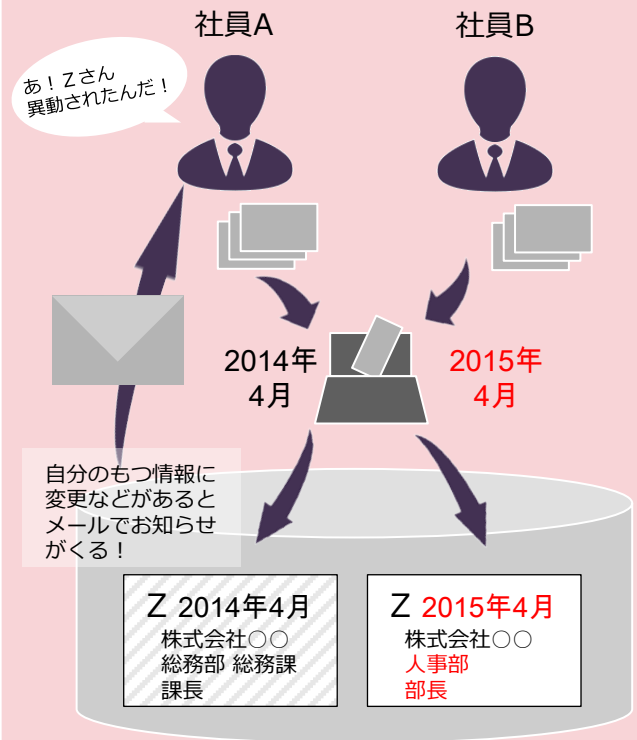 社員A
社員B
あ！Ｚさん
異動されたんだ！
2014年
4月
2015年
4月
自分のもつ情報に
変更などがあると
メールでお知らせ
がくる！
Z 2014年4月
株式会社○○
総務部 総務課
課長
Z 2015年4月
株式会社○○
人事部
部長